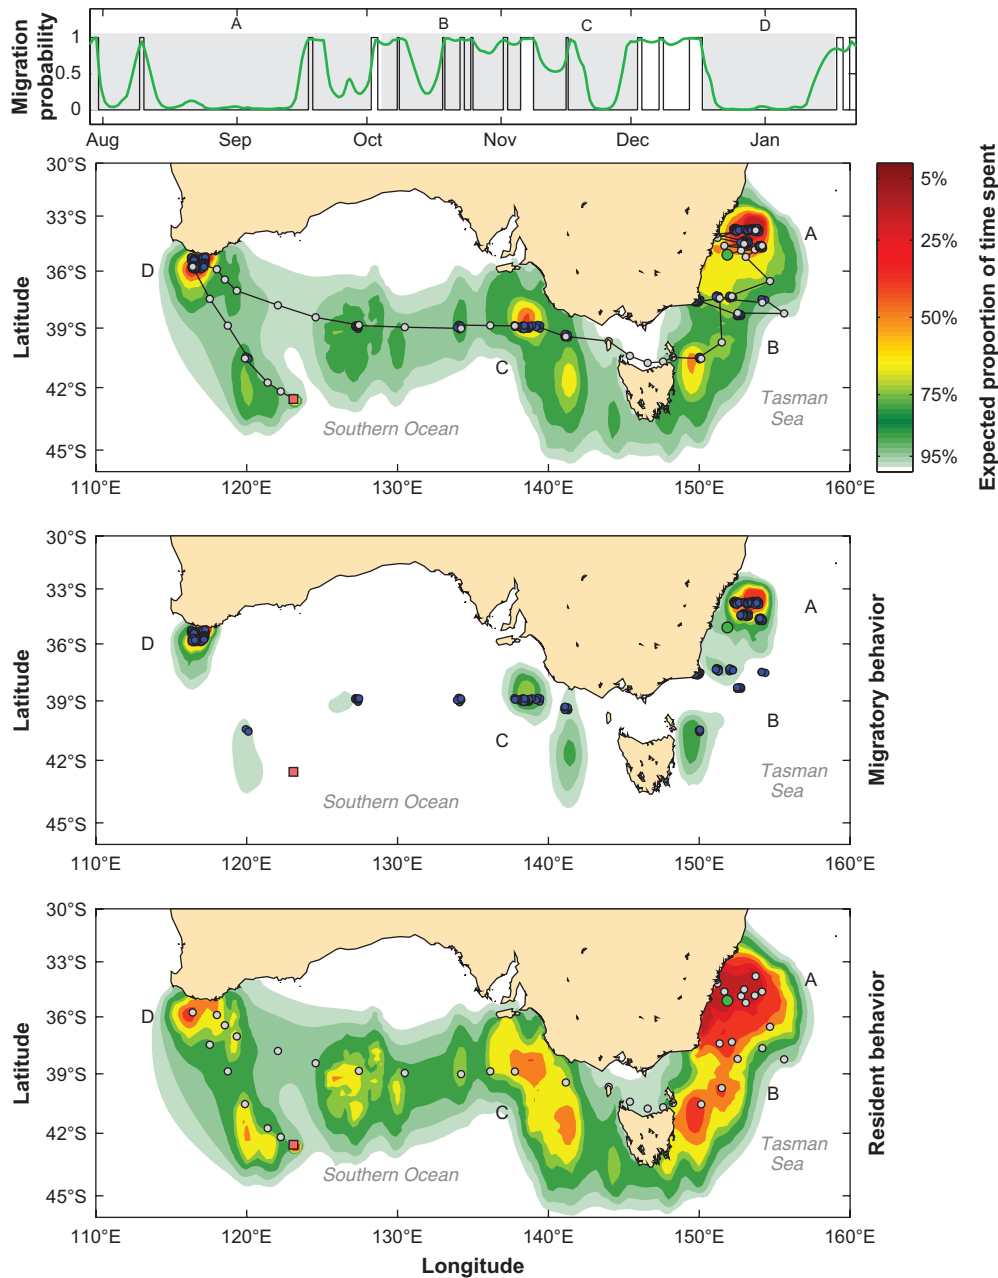 A B C D
Migration
probability
1
0.5
0
Aug Sep Oct Nov Dec Jan
30°S
33°S
36°S
39°S
42°S
45°S
Latitude
A
B
C
D
Southern Ocean
Tasman
Sea
110°E 120°E 130°E 140°E 150°E 160°E
5%
25%
50%
75%
95%
Expected proportion of time spent
30°S
33°S
36°S
39°S
42°S
45°S
Latitude
A
B
C
D
Southern Ocean
Tasman
Sea
Migratory behavior
110°E 120°E 130°E 140°E 150°E 160°E
30°S
33°S
36°S
39°S
42°S
45°S
Latitude
A
B
C
D
Southern Ocean
Tasman
Sea
Resident behavior
110°E 120°E 130°E 140°E 150°E 160°E
Longitude